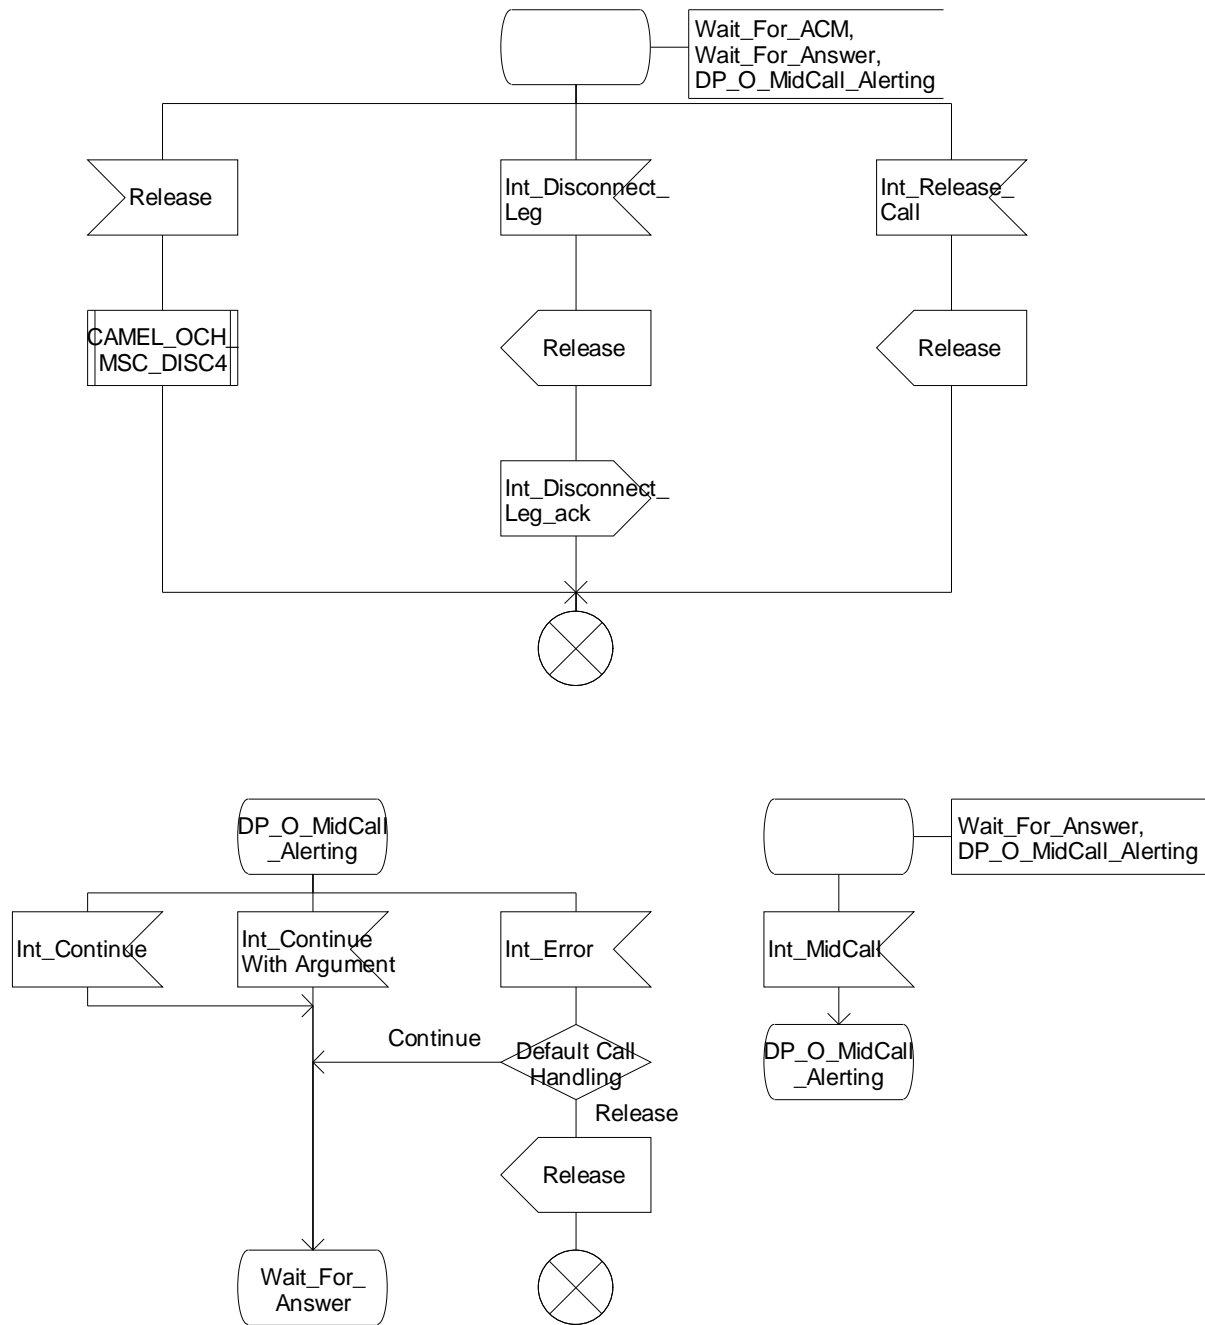 Wait_For_ACM,
Wait_For_Answer,
DP_O_MidCall_Alerting
Release
Int_Disconnect_
Leg
Int_Release_
Call
CAMEL_OCH_
MSC_DISC4
Release
Release
Int_Disconnect_
Leg_ack
DP_O_MidCall
_Alerting
Wait_For_Answer,
DP_O_MidCall_Alerting
Int_Continue
Int_Continue
With Argument
Int_Error
Int_MidCall
Continue
Default Call
Handling
DP_O_MidCall
_Alerting
Release
Release
Wait_For_
Answer